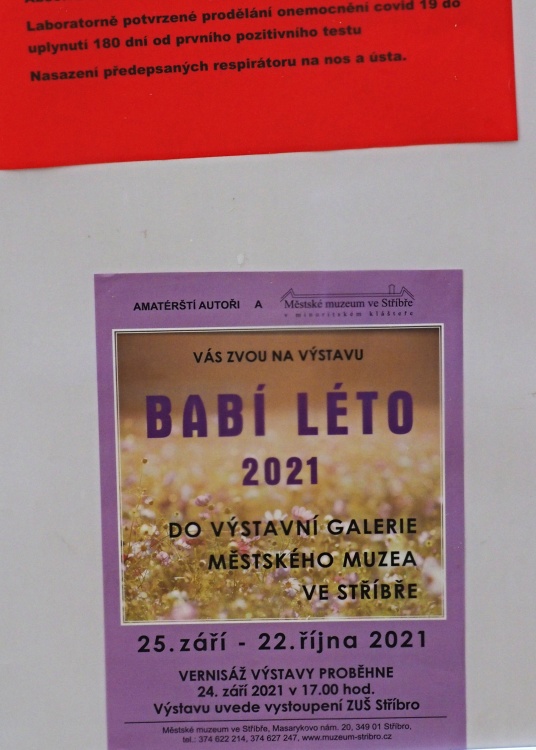 Laboratorně potvrzené prodělání onemocnění covid 19 do
uplynutí 180 dní od prvního pozitivního testu
Nasazení předepsaných respirátoru na nos a ústa.
AMATÉRŠTÍ AUTOŘI A Městské muzeum ve Stříbře
v minoritském klášteře
VÁS ZVOU NA VÝSTAVU
BABÍ LÉTO
2021
DO VÝSTAVNÍ GALERIE
MĚSTSKÉHO MUZEA
VE STŘÍBŘE
25. září - 22. října 2021
VERNISÁŽ VÝSTAVY PROBĚHNE
24. září 2021 v 17.00 hod.
Výstavu uvede vystoupení ZUŠ Stříbro
Městské muzeum ve Stříbře, Masarykovo nám. 20, 349 01 Stříbro,
tel.: 374 622 214, 374 627 247, www.muzeum-stribro.cz